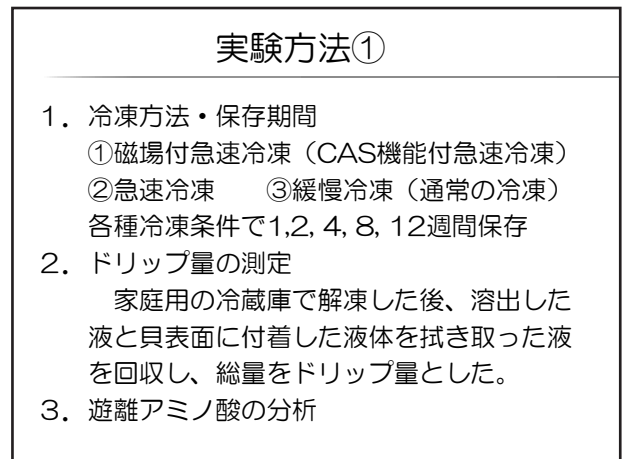 実験方法①
1．冷凍方法・保存期間
①磁場付急速冷凍（CAS機能付急速冷凍）
②急速冷凍　　③緩慢冷凍（通常の冷凍）
各種冷凍条件で1,2, 4, 8, 12週間保存
2．ドリップ量の測定
家庭用の冷蔵庫で解凍した後、溶出した
液と貝表面に付着した液体を拭き取った液
を回収し、総量をドリップ量とした。
3．遊離アミノ酸の分析